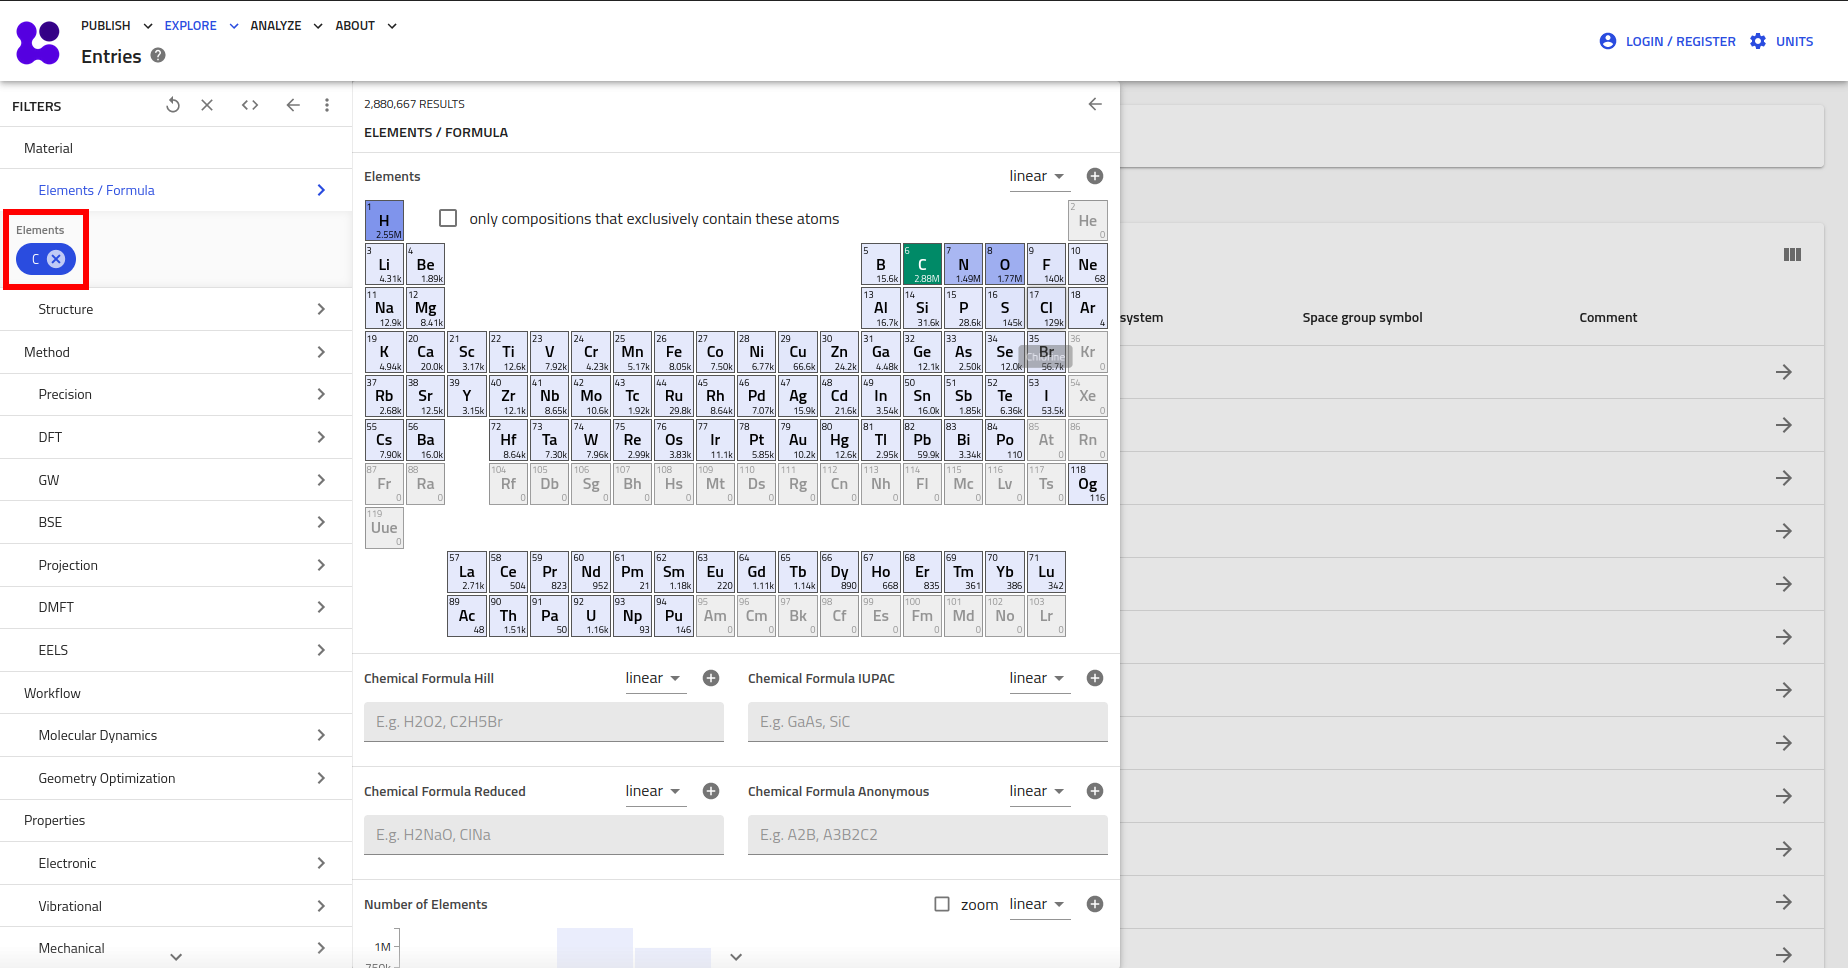 PUBLISH EXPLORE ANALYZE ABOUT
Entries ?
LOGIN / REGISTER UNITS
FILTERS
Material
Elements / Formula
Elements
C
Structure
Method
Precision
DFT
GW
BSE
Projection
DMFT
EELS
Workflow
Molecular Dynamics
Geometry Optimization
Properties
Electronic
Vibrational
Mechanical
2,880,667 RESULTS
ELEMENTS / FORMULA
Elements linear
only compositions that exclusively contain these atoms
1 H 2.55M 2 He 0
3 Li 4.31k 4 Be 1.89k 5 B 15.6k 6 C 2.88M 7 N 1.49M 8 O 1.77M 9 F 140k 10 Ne 68
11 Na 12.9k 12 Mg 8.41k 13 Al 16.7k 14 Si 31.6k 15 P 28.6k 16 S 145k 17 Cl 129k 18 Ar 4
19 K 4.94k 20 Ca 20.0k 21 Sc 3.17k 22 Ti 12.6k 23 V 7.92k 24 Cr 4.23k 25 Mn 5.17k 26 Fe 8.05k 27 Co 7.50k 28 Ni 6.77k 29 Cu 66.6k 30 Zn 24.2k 31 Ga 4.48k 32 Ge 12.1k 33 As 2.50k 34 Se 12.0k 35 Br 56.7k 36 Kr 0
Chlorine
37 Rb 2.68k 38 Sr 12.5k 39 Y 3.15k 40 Zr 12.1k 41 Nb 8.65k 42 Mo 10.6k 43 Tc 1.92k 44 Ru 29.8k 45 Rh 8.64k 46 Pd 7.07k 47 Ag 15.9k 48 Cd 21.6k 49 In 3.54k 50 Sn 16.0k 51 Sb 1.85k 52 Te 6.36k 53 I 53.5k 54 Xe 0
55 Cs 7.90k 56 Ba 16.0k 72 Hf 8.64k 73 Ta 7.30k 74 W 7.96k 75 Re 2.99k 76 Os 3.83k 77 Ir 11.1k 78 Pt 5.85k 79 Au 10.2k 80 Hg 12.6k 81 Tl 2.95k 82 Pb 59.9k 83 Bi 3.34k 84 Po 110 85 At 0 86 Rn 0
87 Fr 0 88 Ra 0 104 Rf 0 105 Db 0 106 Sg 0 107 Bh 0 108 Hs 0 109 Mt 0 110 Ds 0 111 Rg 0 112 Cn 0 113 Nh 0 114 Fl 0 115 Mc 0 116 Lv 0 117 Ts 0 118 Og 116
119 Uue 0
57 La 2.71k 58 Ce 504 59 Pr 823 60 Nd 952 61 Pm 21 62 Sm 1.18k 63 Eu 220 64 Gd 1.11k 65 Tb 1.14k 66 Dy 890 67 Ho 668 68 Er 835 69 Tm 361 70 Yb 386 71 Lu 342
89 Ac 48 90 Th 1.51k 91 Pa 50 92 U 1.16k 93 Np 93 94 Pu 146 95 Am 0 96 Cm 0 97 Bk 0 98 Cf 0 99 Es 0 100 Fm 0 101 Md 0 102 No 0 103 Lr 0
Chemical Formula Hill linear Chemical Formula IUPAC linear
E.g. H2O2, C2H5Br E.g. GaAs, SiC
Chemical Formula Reduced linear Chemical Formula Anonymous linear
E.g. H2NaO, ClNa E.g. A2B, A3B2C2
Number of Elements zoom linear
1M
750k
system Space group symbol Comment